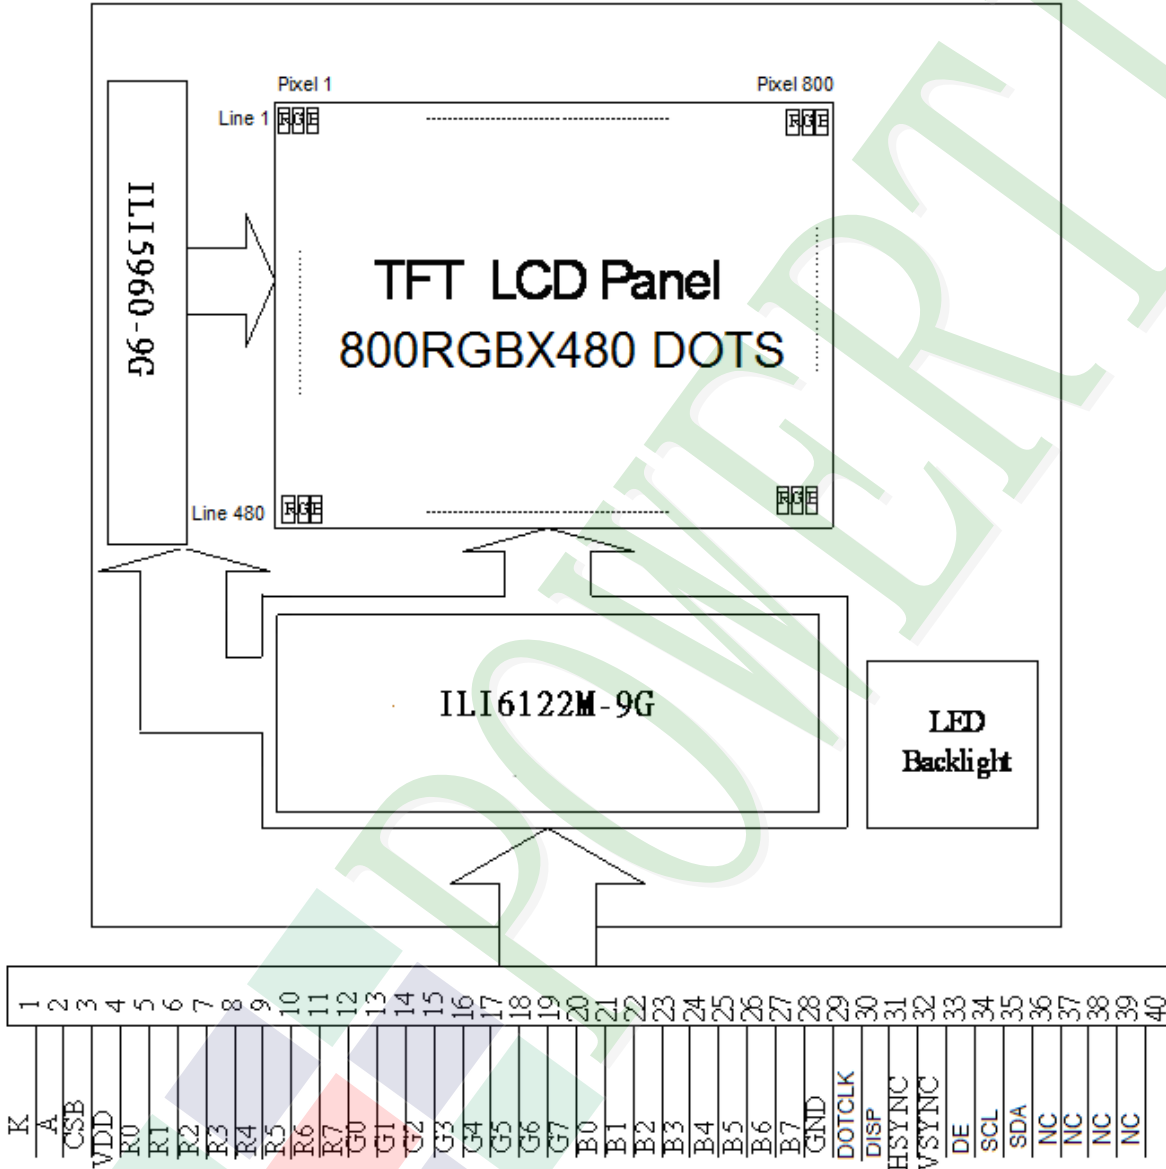 Pixel 1
Pixel 800
Line 1
RGB
RGB
ILI5960-9G
TFT LCD Panel
800RGBX480 DOTS
Line 480
RGB
RGB
ILI6122M-9G
LED
Backlight
1 2 3 4 5 6 7 8 9 10 11 12 13 14 15 16 17 18 19 20 21 22 23 24 25 26 27 28 29 30 31 32 33 34 35 36 37 38 39 40
K A CSB VDD R0 R1 R2 R3 R4 R5 R6 R7 G0 G1 G2 G3 G4 G5 G6 G7 B0 B1 B2 B3 B4 B5 B6 B7 GND DOTCLK DISP HSYNC VSYNC DE SCL SDA NC NC NC NC
POWERT